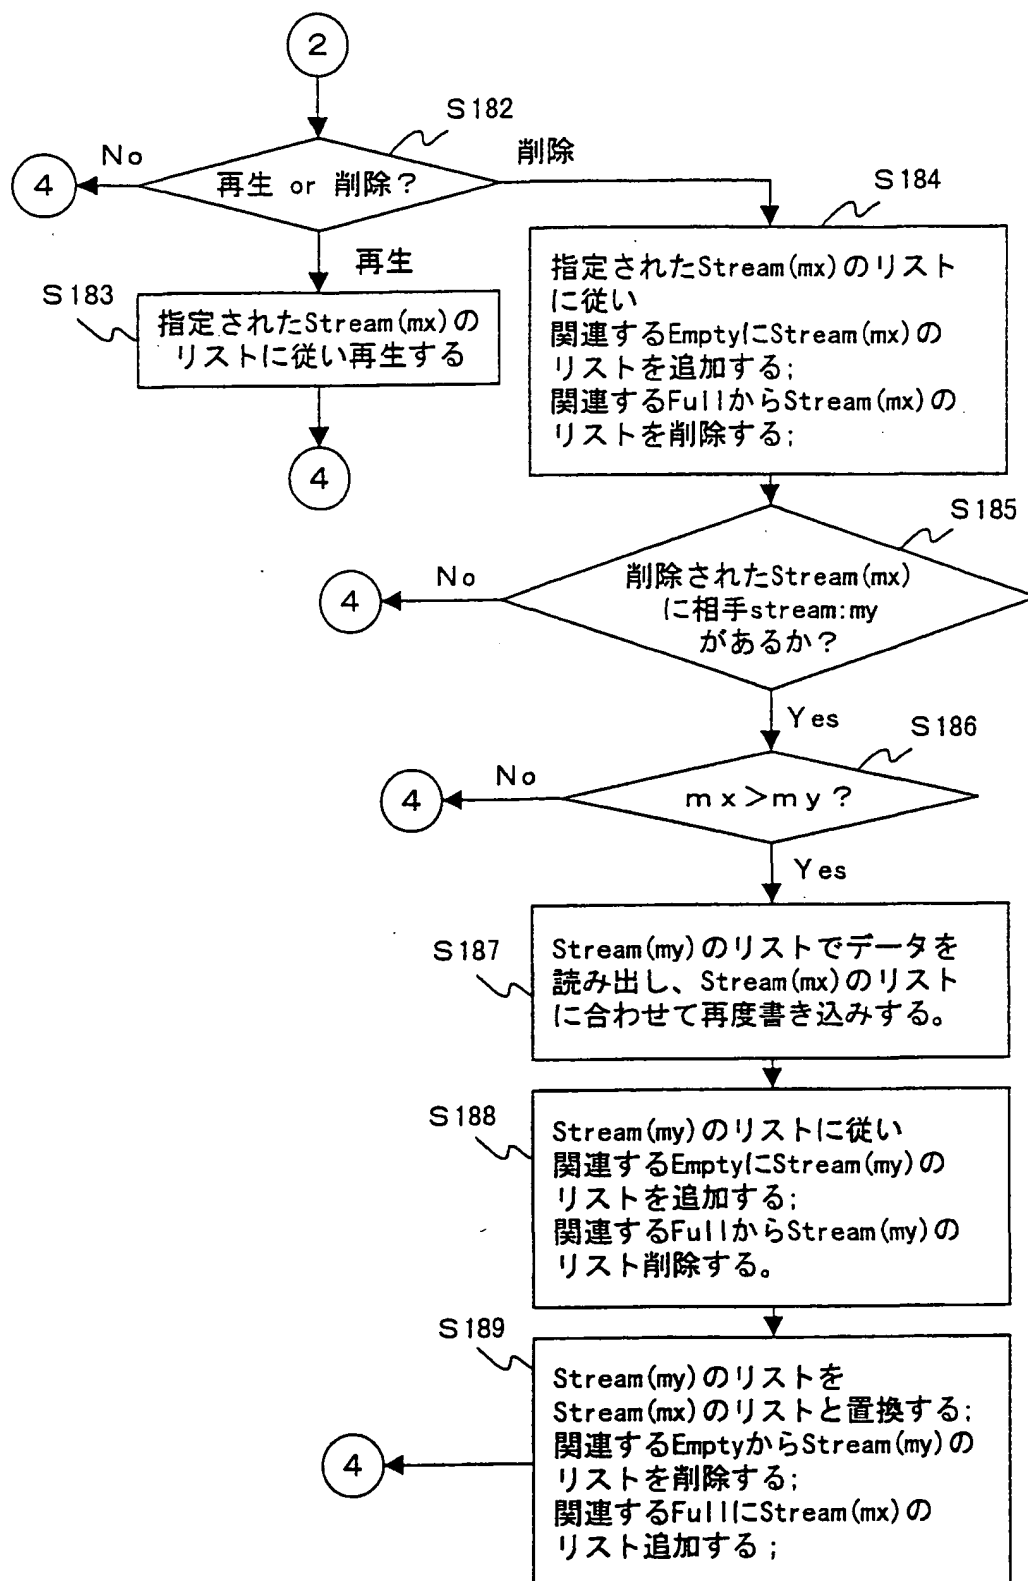 2
S182
No
削除
4
再生 or 削除？
再生
S184
S183
指定されたStream(mx)の
リストに従い再生する
4
指定されたStream(mx)のリスト
に従い
関連するEmptyにStream(mx)の
リストを追加する;
関連するFullからStream(mx)の
リストを削除する;
S185
No
4
削除されたStream(mx)
に相手stream:my
があるか？
Yes
S186
No
4
ｍｘ＞ｍｙ？
Yes
S187
Stream(my)のリストでデータを
読み出し、Stream(mx)のリスト
に合わせて再度書き込みする。
S188
Stream(my)のリストに従い
関連するEmptyにStream(my)の
リストを追加する;
関連するFullからStream(my)の
リスト削除する。
S189
Stream(my)のリストを
Stream(mx)のリストと置換する;
関連するEmptyからStream(my)の
リストを削除する;
関連するFullにStream(mx)の
リスト追加する;
4